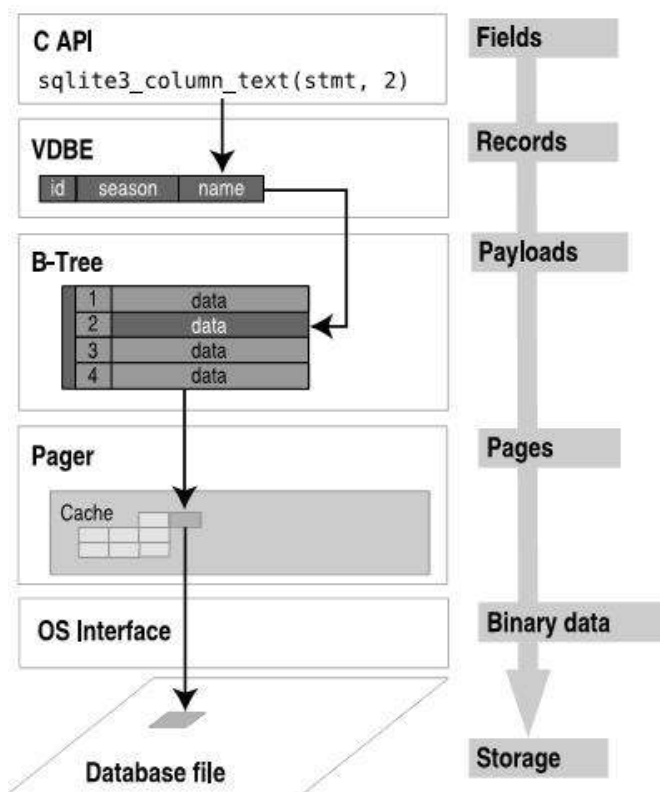 C API
sqlite3_column_text(stmt, 2)
VDBE
id season name
B-Tree
1 data
2 data
3 data
4 data
Pager
Cache
OS Interface
Database file
Fields
Records
Payloads
Pages
Binary data
Storage